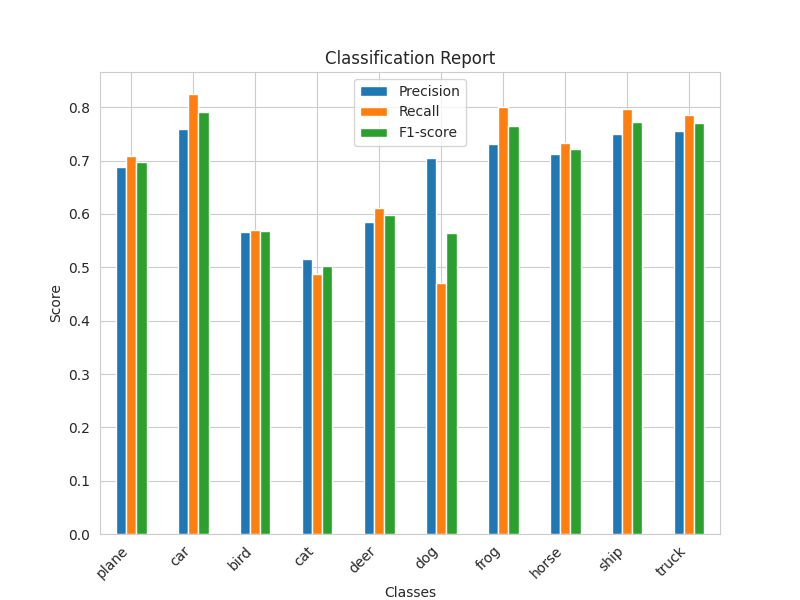 Classification Report
Precision
Recall
F1-score
0.8
0.7
0.6
0.5
0.4
0.3
0.2
0.1
0.0
Score
plane
car
bird
cat
deer
dog
frog
horse
ship
truck
Classes